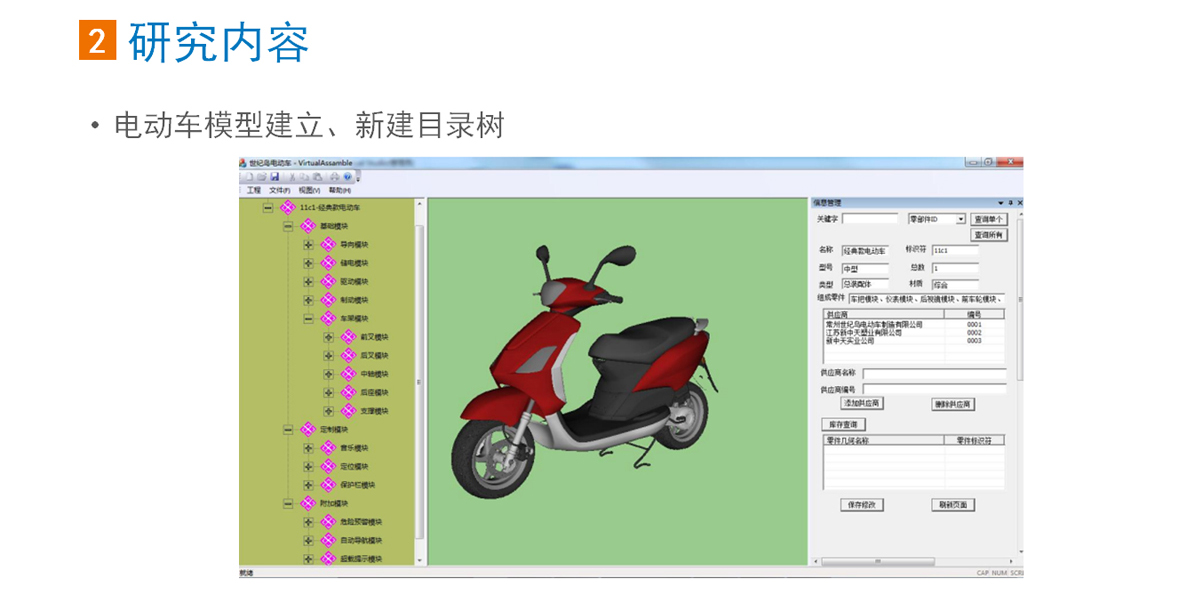 2 研究内容
• 电动车模型建立、新建目录树
世纪鸟电动车 - VirtualAssamble
工程 文件(F) 视图(V) 帮助(H)
11c1-经典款电动车
基础模块
导向模块
储电模块
驱动模块
制动模块
车架模块
前叉模块
后叉模块
中轴模块
后座模块
支撑模块
定制模块
音乐模块
定位模块
保护栏模块
附加模块
危险预警模块
自动导航模块
超载提示模块
信息管理
关键字 零部件ID 查询单个
查询所有
名称 经典款电动车 标识符 11c1
型号 中型 总数 1
类型 总装配体 材质 综合
组成零件 车把模块、仪表模块、后视镜模块、前车轮模块、
供应商 编号
常州世纪鸟电动车制造有限公司 0001
江苏新中天塑业有限公司 0002
新中天实业公司 0003
供应商名称
供应商编号
添加供应商 删除供应商
库存查询
零件几何名称 零件标识符
保存修改 刷新页面
就绪 CAP NUM SCRL